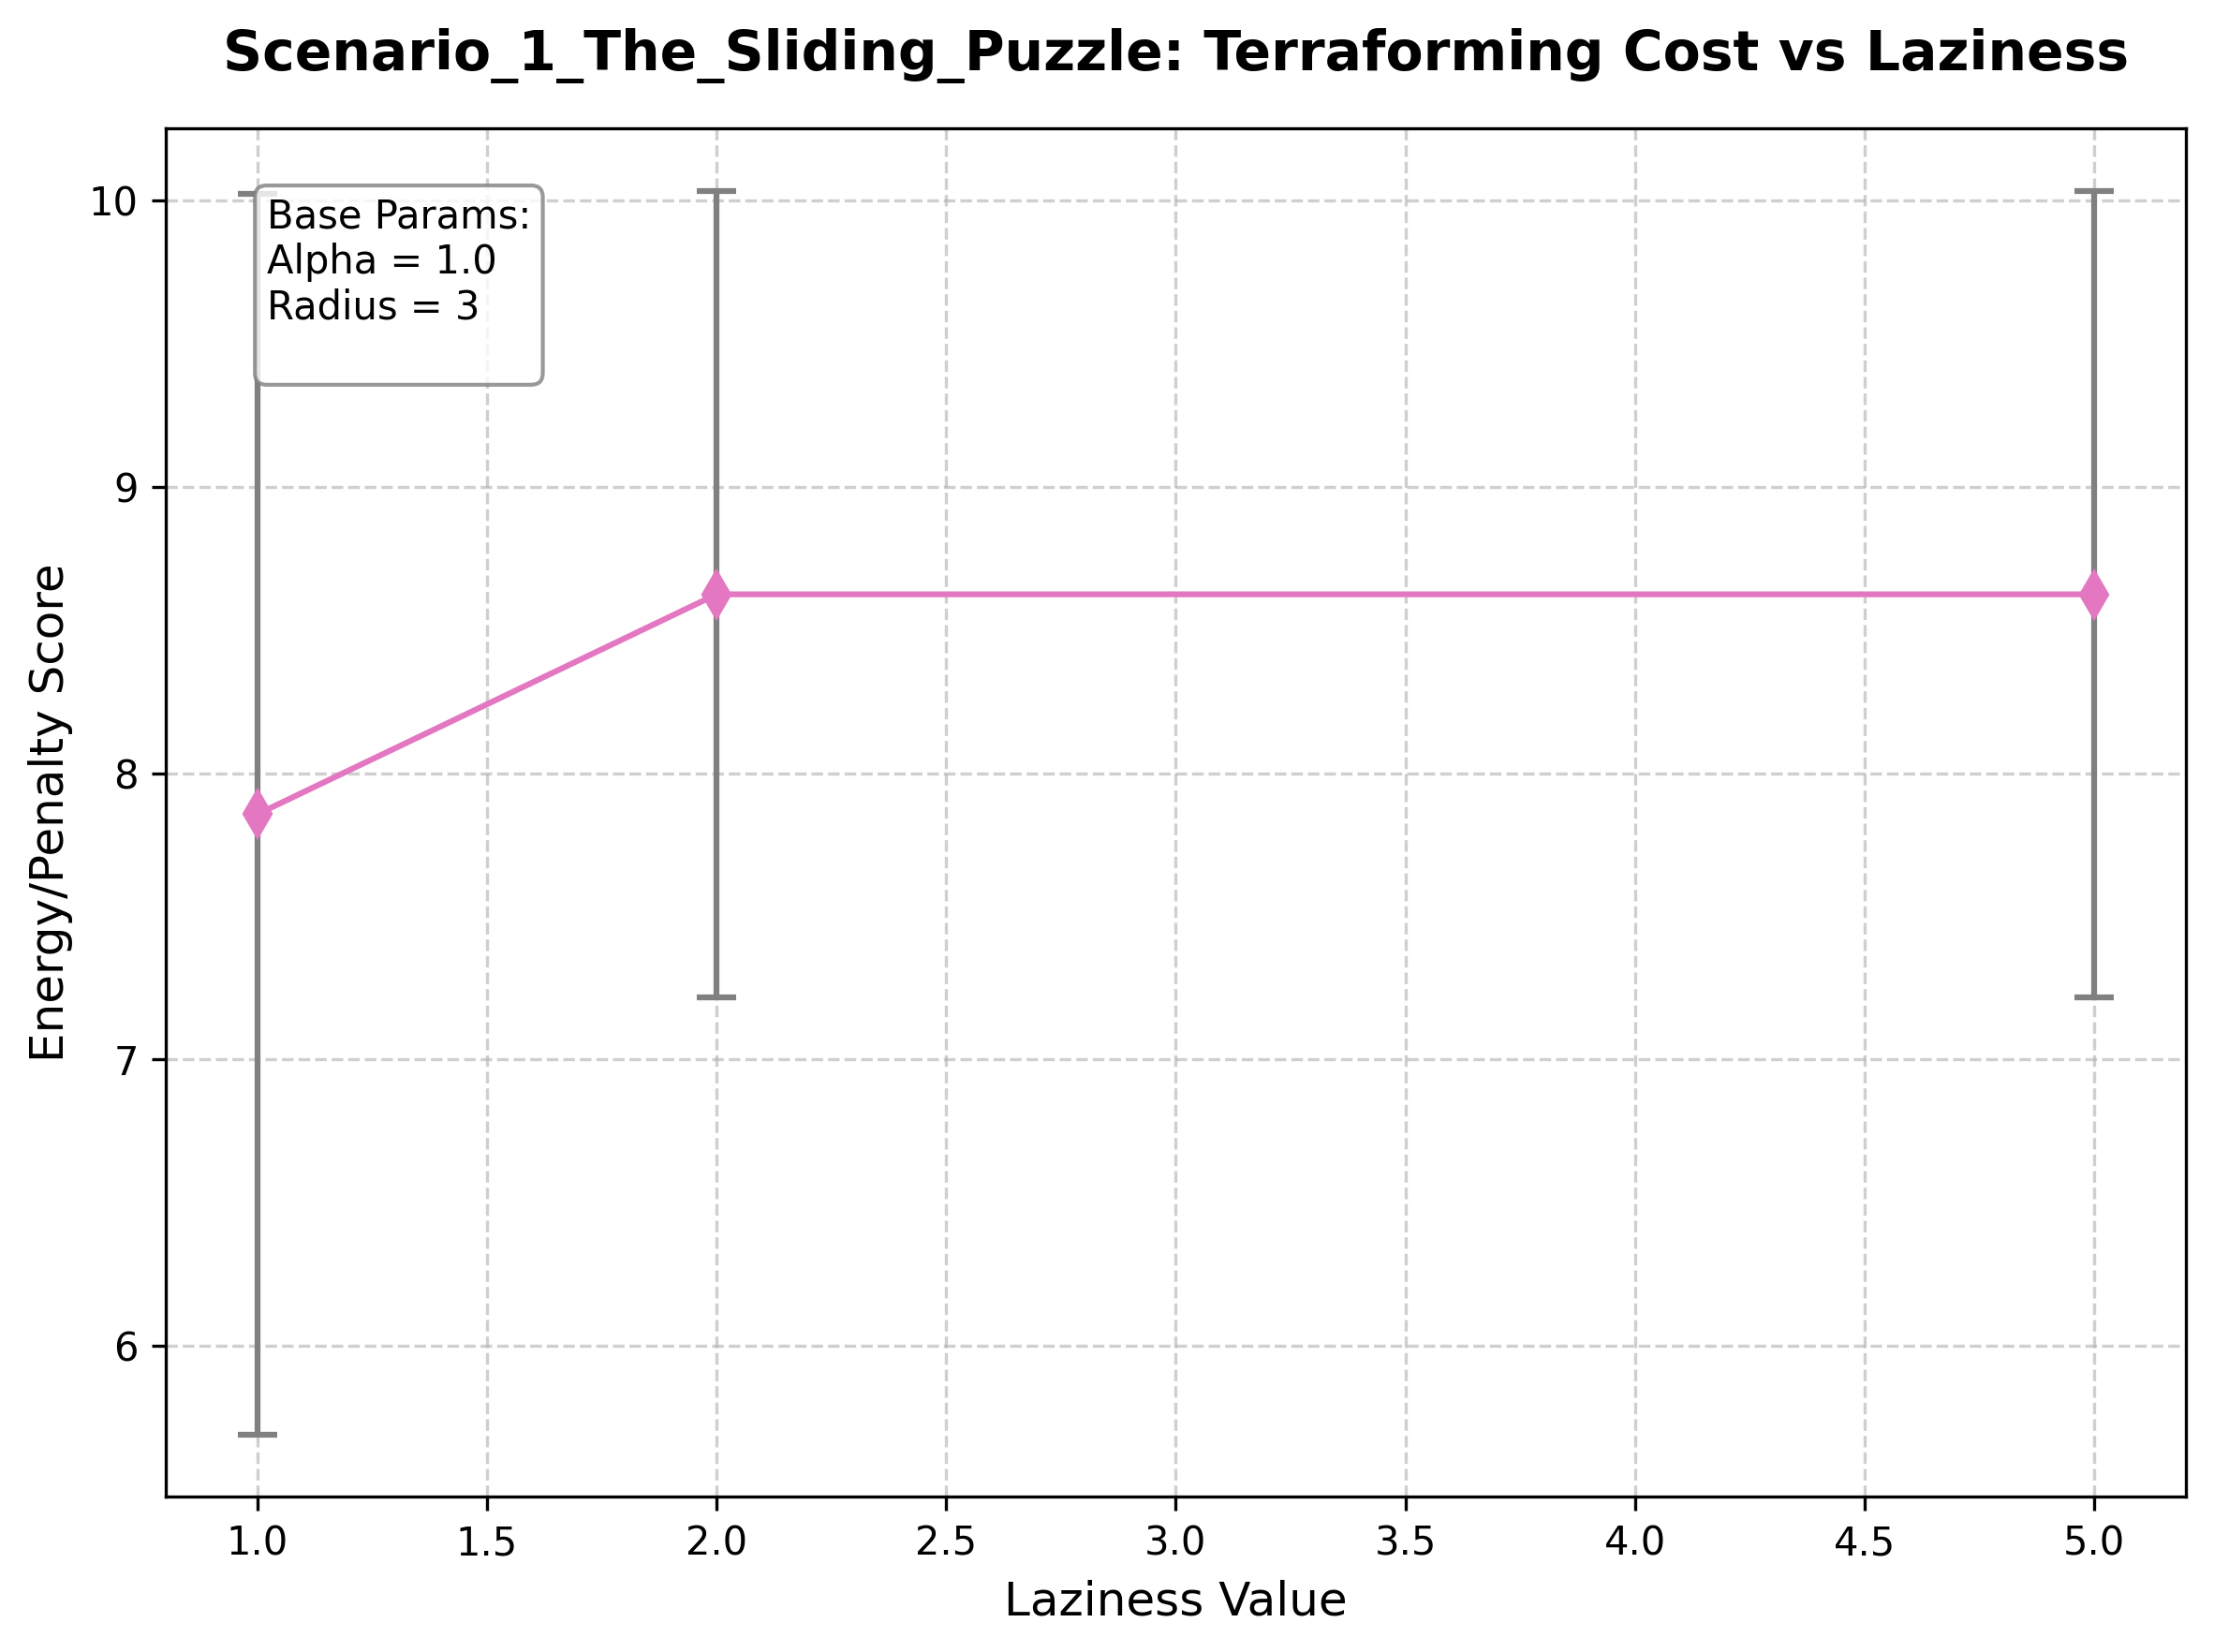 Scenario_1_The_Sliding_Puzzle: Terraforming Cost vs Laziness
Base Params:
Alpha = 1.0
Radius = 3
Energy/Penalty Score
10
9
8
7
6
1.0 1.5 2.0 2.5 3.0 3.5 4.0 4.5 5.0
Laziness Value